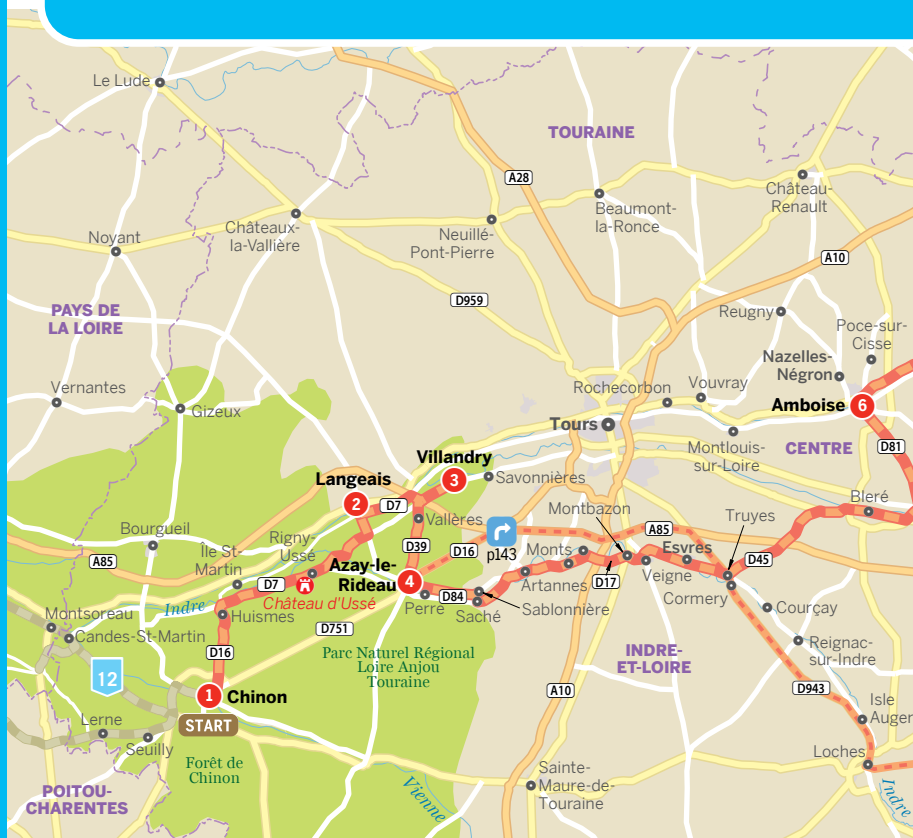 Le Lude
TOURAINE
A28
Château-
Renault
Beaumont-
la-Ronce
Châteaux-
la-Vallière
Neuillé-
Pont-Pierre
Noyant
A10
D959
PAYS DE
LA LOIRE
Reugny
Poce-sur-
Cisse
Nazelles-
Négron
Vernantes
Rochecorbon
Vouvray
Gizeux
Amboise
6
Tours
Montlouis-
sur-Loire
CENTRE
D81
Villandry
3
Savonnières
Langeais
2
D7
Bleré
Montbazon
Vallères
Truyes
Bourgueil
Rigny-
Ussé
p143
A85
A85
Île St-
Martin
D39
D16
Monts
Esvres
D45
Azay-le-
Rideau
4
D7
Château d'Ussé
Artannes
D17
Veigne
Cormery
Indre
Huismes
Perre
D84
Saché
Sablonnière
Courçay
Montsoreau
Candes-St-Martin
D751
Reignac-
sur-Indre
D16
Parc Naturel Régional
Loire Anjou
Touraine
INDRE-
ET-LOIRE
12
1
Chinon
START
A10
D943
Isle
Auger
Lerne
Seuilly
Loches
Forêt de
Chinon
Sainte-
Maure-de-
Touraine
POITOU-
CHARENTES
Vienne
Indre